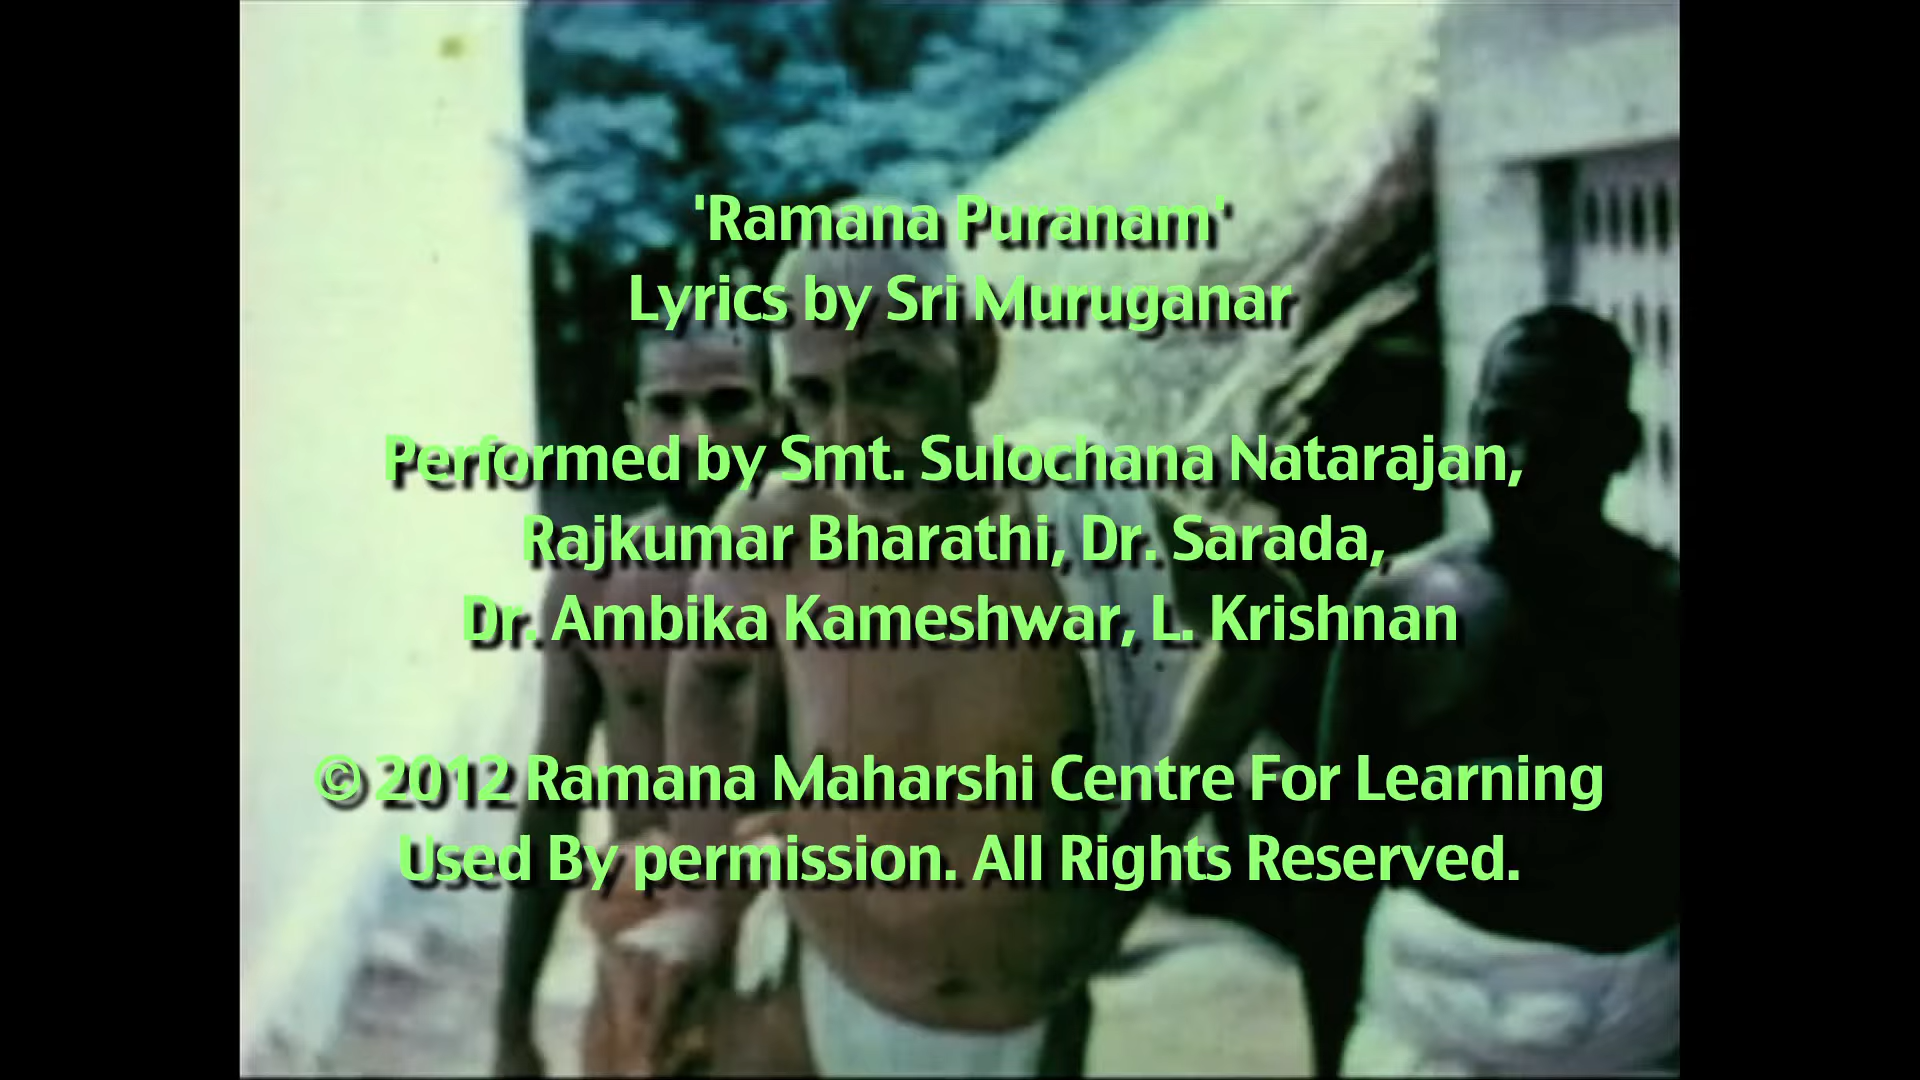 'Ramana Puranam'
Lyrics by Sri Muruganar
Performed by Smt. Sulochana Natarajan,
Rajkumar Bharathi, Dr. Sarada,
Dr. Ambika Kameshwar, L. Krishnan
© 2012 Ramana Maharshi Centre For Learning
Used By permission. All Rights Reserved.